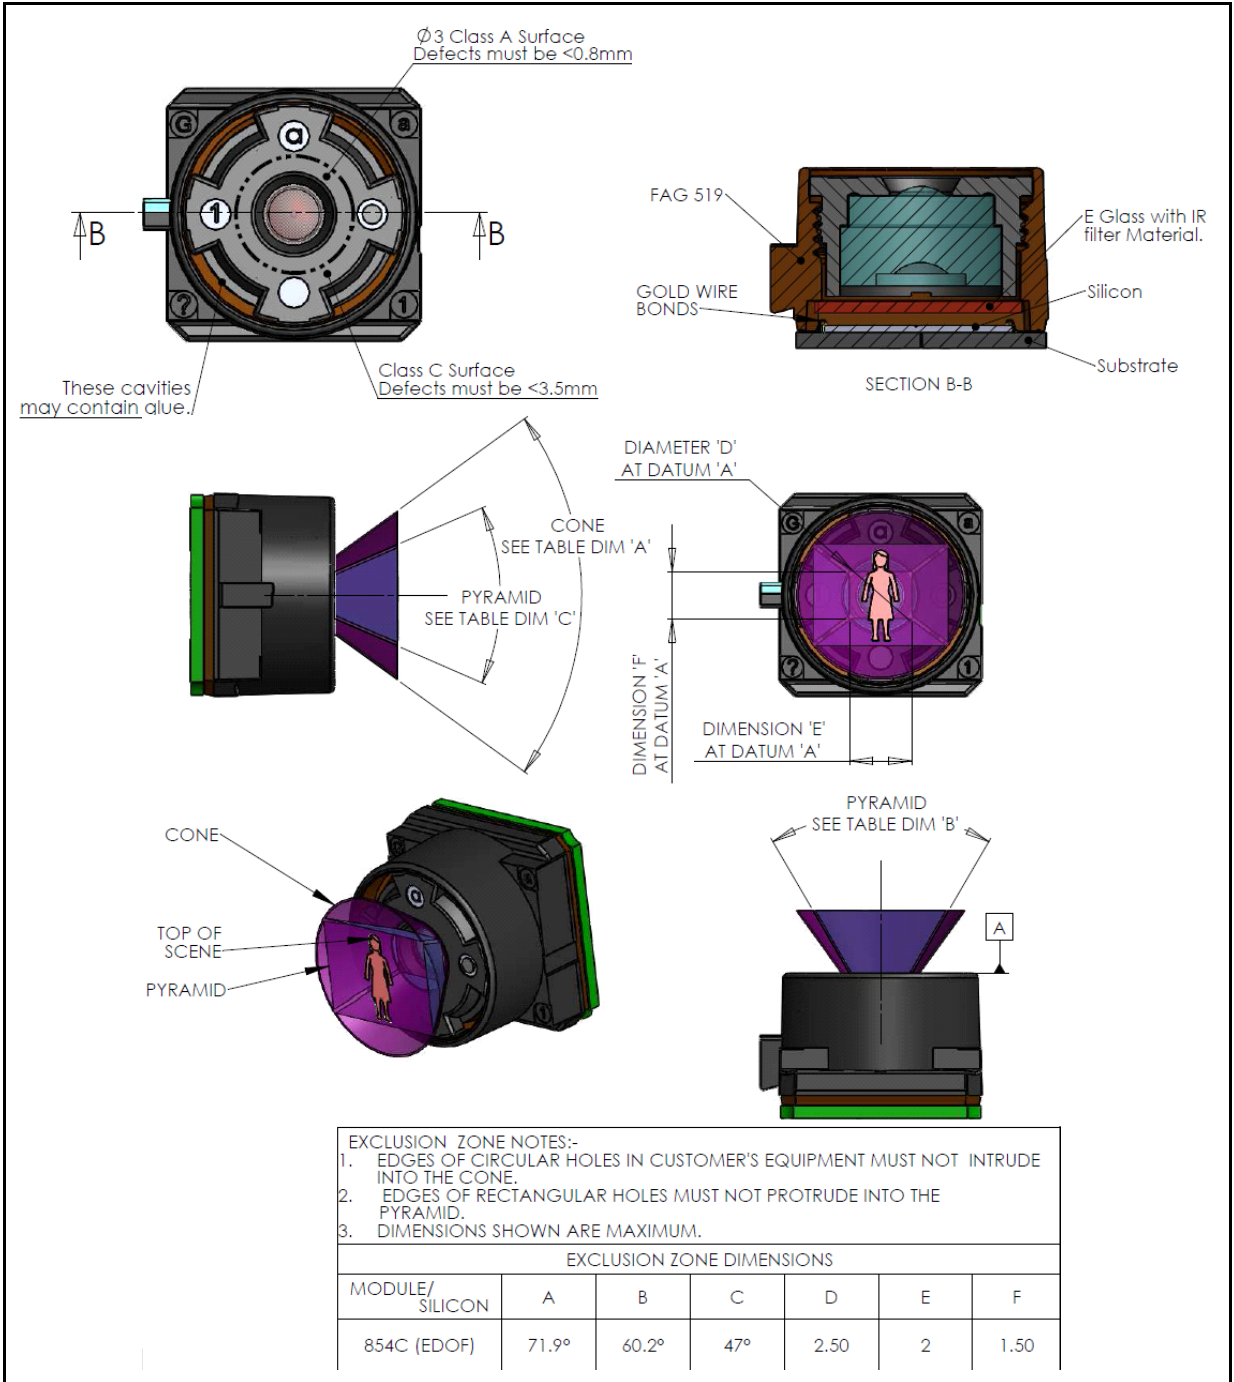 Ø3 Class A Surface
Defects must be <0.8mm
G
a
a
1
B
B
?
1
These cavities
may contain glue.
Class C Surface
Defects must be <3.5mm
FAG 519
E Glass with IR
filter Material.
GOLD WIRE
BONDS
Silicon
Substrate
SECTION B-B
CONE
SEE TABLE DIM 'A'
PYRAMID
SEE TABLE DIM 'C'
DIAMETER 'D'
AT DATUM 'A'
G
a
a
?
1
DIMENSION 'F'
AT DATUM 'A'
DIMENSION 'E'
AT DATUM 'A'
CONE
TOP OF
SCENE
PYRAMID
a
a
1
PYRAMID
SEE TABLE DIM 'B'
A
EXCLUSION ZONE NOTES:-
1. EDGES OF CIRCULAR HOLES IN CUSTOMER'S EQUIPMENT MUST NOT INTRUDE
INTO THE CONE.
2. EDGES OF RECTANGULAR HOLES MUST NOT PROTRUDE INTO THE
PYRAMID.
3. DIMENSIONS SHOWN ARE MAXIMUM.
EXCLUSION ZONE DIMENSIONS
MODULE/
SILICON
A B C D E F
854C (EDOF) 71.9° 60.2° 47° 2.50 2 1.50